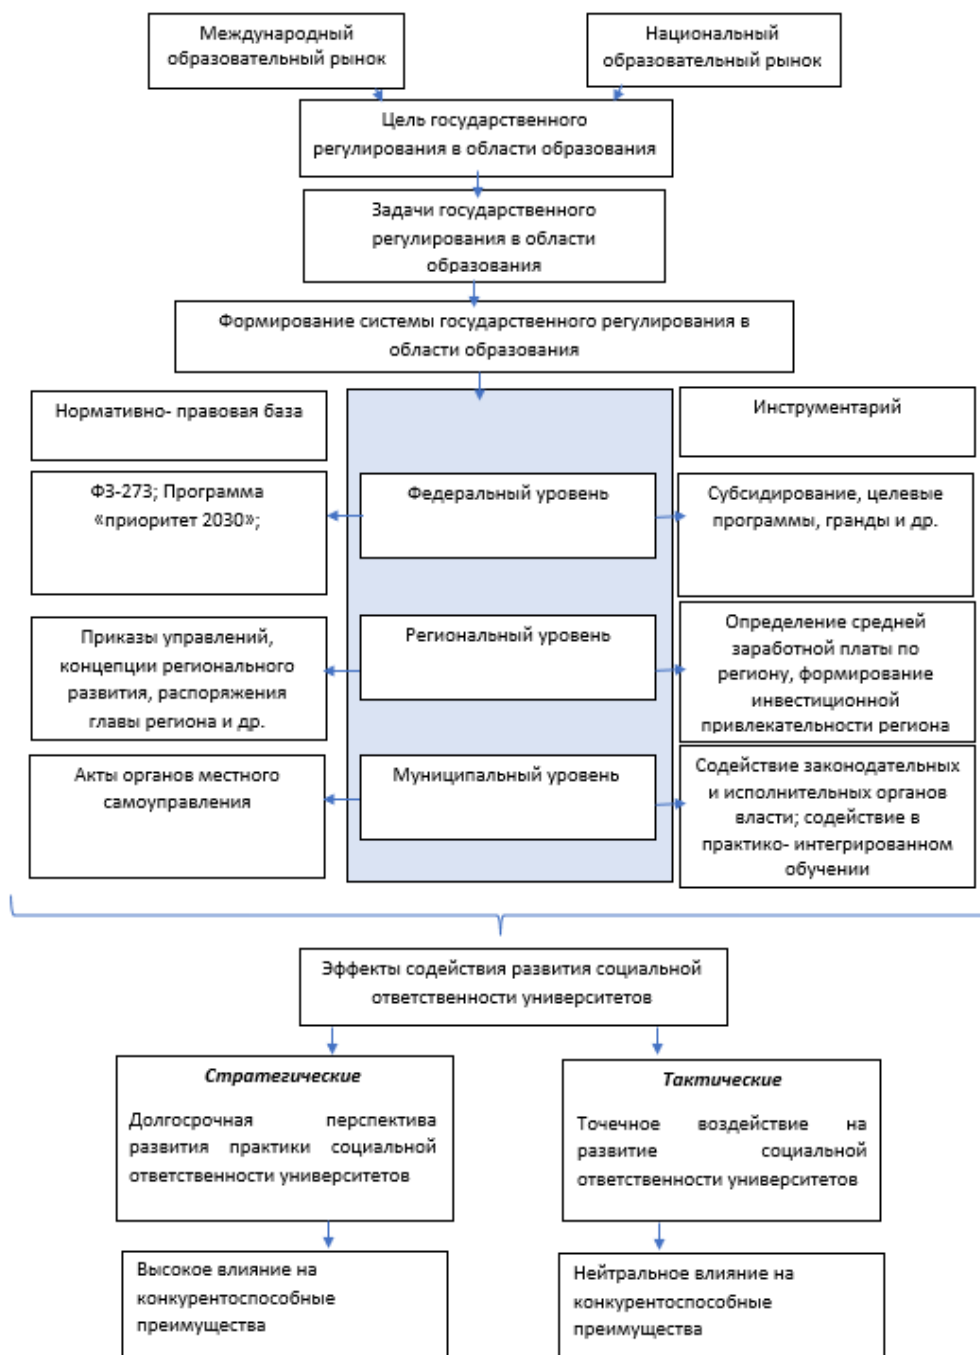 Международный
образовательный рынок
Национальный
образовательный рынок
Цель государственного
регулирования в области образования
Задачи государственного
регулирования в области
образования
Формирование системы государственного регулирования в
области образования
Нормативно- правовая база
Инструментарий
ФЗ-273; Программа
«приоритет 2030»;
Федеральный уровень
Субсидирование, целевые
программы, гранды и др.
Приказы управлений,
концепции регионального
развития, распоряжения
главы региона и др.
Региональный уровень
Определение средней
заработной платы по
региону, формирование
инвестиционной
привлекательности региона
Акты органов местного
самоуправления
Муниципальный уровень
Содействие законодательных
и исполнительных органов
власти; содействие в
практико- интегрированном
обучении
Эффекты содействия развития социальной
ответственности университетов
Стратегические
Долгосрочная перспектива
развития практики социальной
ответственности университетов
Тактические
Точечное воздействие на
развитие социальной
ответственности университетов
Высокое влияние на
конкурентоспособные
преимущества
Нейтральное влияние на
конкурентоспособные
преимущества